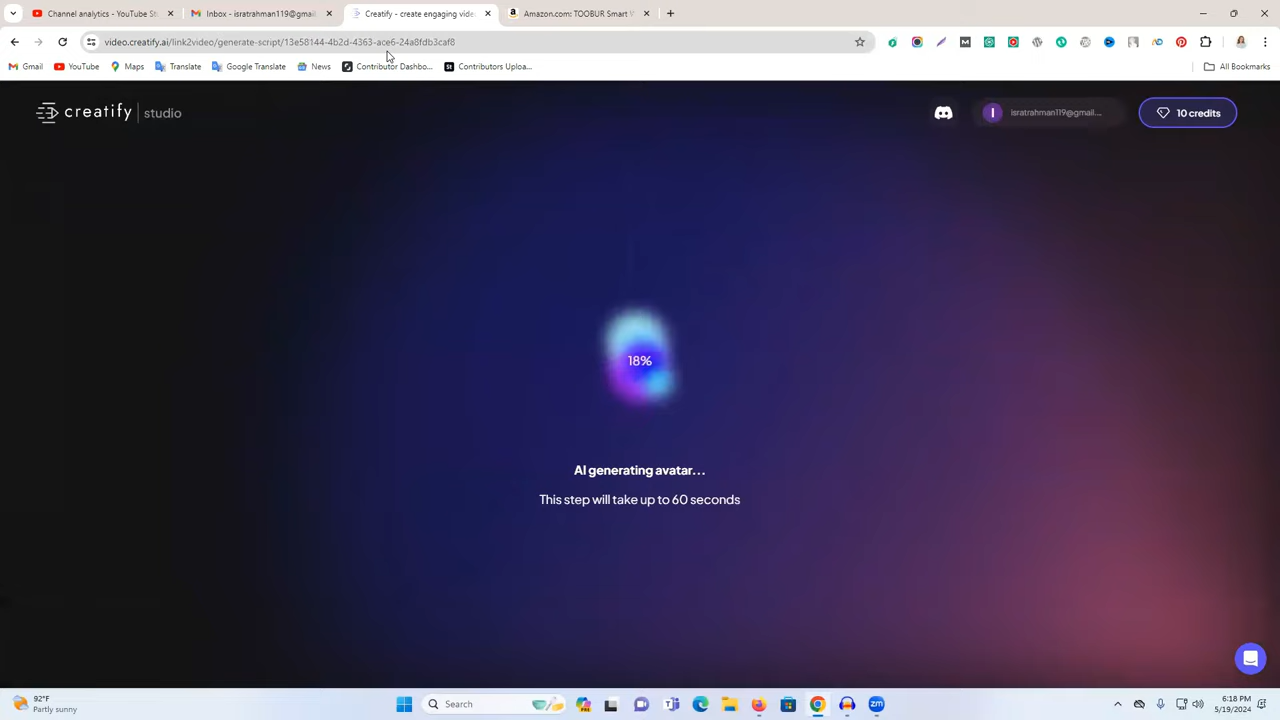 Channel analytics - YouTube St
Inbox - isratrahman119@gmail
Creatify - create engaging vide
Amazon.com: TOOBUR Smart W
video.creatify.ai/link2video/generate-script/13e58144-4b2d-4363-ace6-24a8fdb3caf8
Gmail
YouTube
Maps
Translate
Google Translate
News
Contributor Dashbo...
Contributors Uploa...
All Bookmarks
creatify | studio
I
isratrahman119@gmail....
10 credits
18%
AI generating avatar...
This step will take up to 60 seconds
92°F
Partly sunny
Search
zm
6:18 PM
5/19/2024